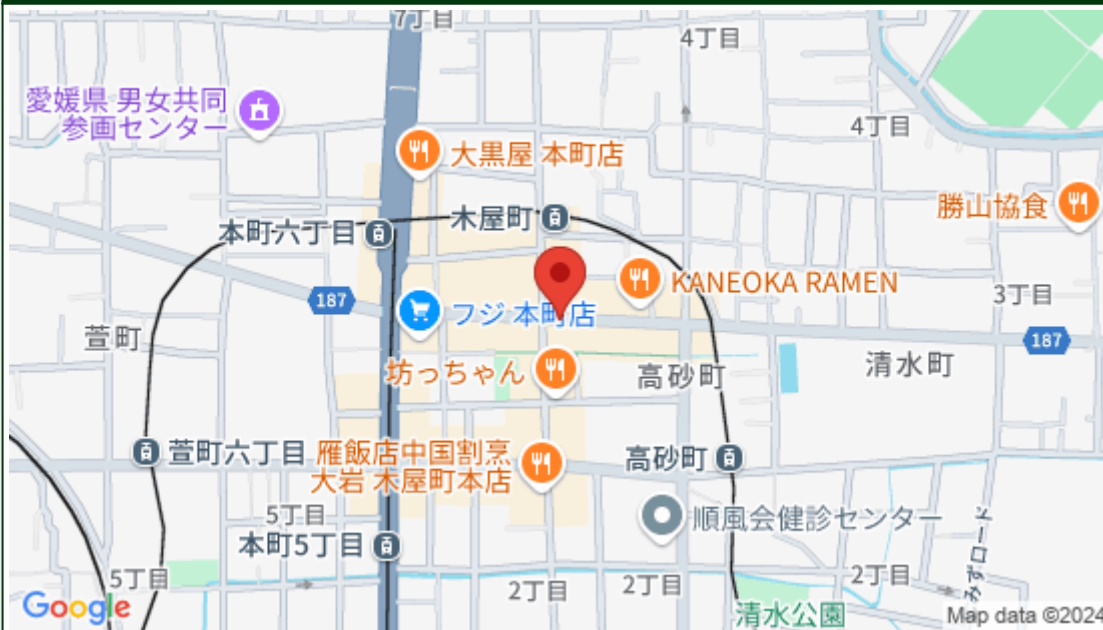 7丁目
4丁目
愛媛県 男女共同
参画センター
4丁目
大黒屋 本町店
勝山協食
木屋町
本町六丁目
KANEOKA RAMEN
3丁目
187
フジ 本町店
萱町
187
清水町
坊っちゃん
高砂町
萱町六丁目
雁飯店中国割烹
大岩 木屋町本店
高砂町
5丁目
順風会健診センター
本町5丁目
みずロード
5丁目
2丁目
2丁目
2丁目
清水公園
Google
Map data ©2024